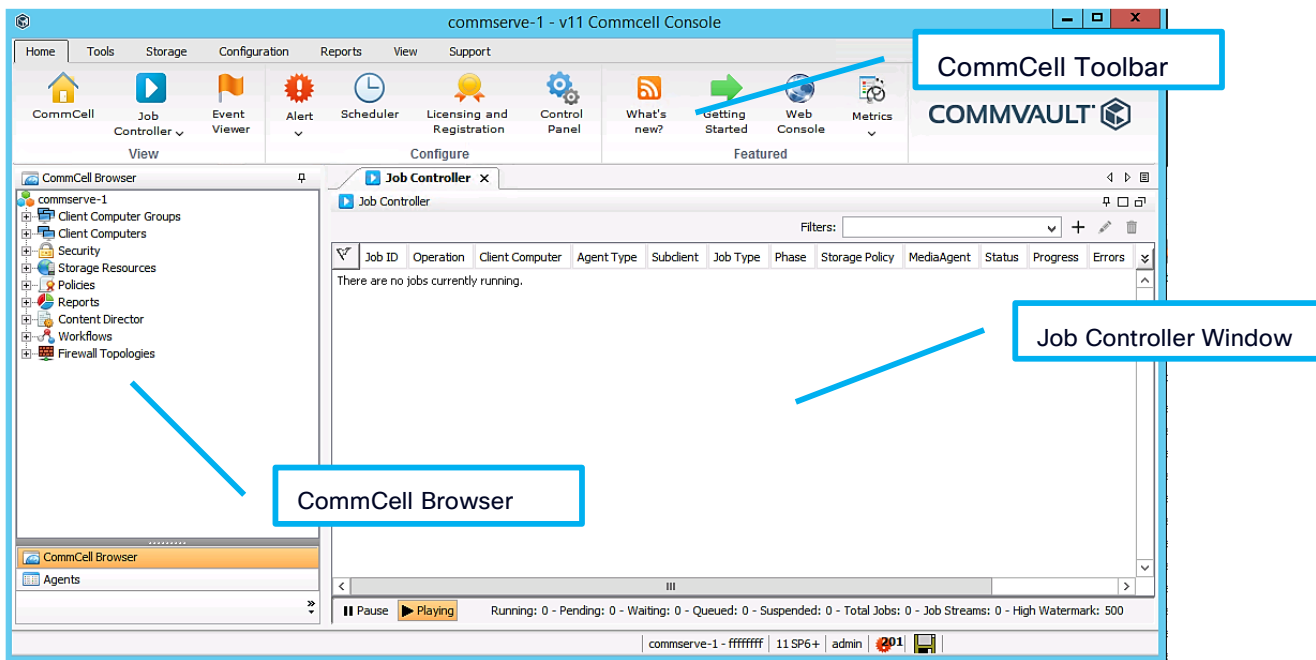 commserve-1 - v11 Commcell Console
Home Tools Storage Configuration Reports View Support
CommCell Toolbar
CommCell
Job Controller
Event Viewer
Alert
Scheduler
Licensing and Registration
Control Panel
What's new?
Getting Started
Web Console
Metrics
COMMVAULT
View
Configure
Featured
CommCell Browser
Job Controller
commserve-1
Client Computer Groups
Client Computers
Security
Storage Resources
Policies
Reports
Content Director
Workflows
Firewall Topologies
Job Controller
Filters:
Job ID Operation Client Computer Agent Type Subclient Job Type Phase Storage Policy MediaAgent Status Progress Errors
There are no jobs currently running.
Job Controller Window
CommCell Browser
CommCell Browser
Agents
Pause Playing Running: 0 - Pending: 0 - Waiting: 0 - Queued: 0 - Suspended: 0 - Total Jobs: 0 - Job Streams: 0 - High Watermark: 500
commserve-1 - ffffffff 11 SP6+ admin 201